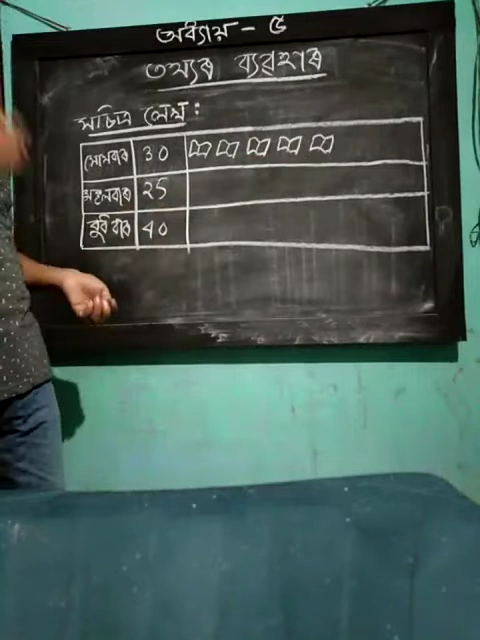 অধ্যায় - ৫
তথ্যৰ ব্যৱহাৰ
সচিত্ৰ লেখ :
সোমবাৰ 30
মঙ্গলবাৰ 25
বুধবাৰ 40